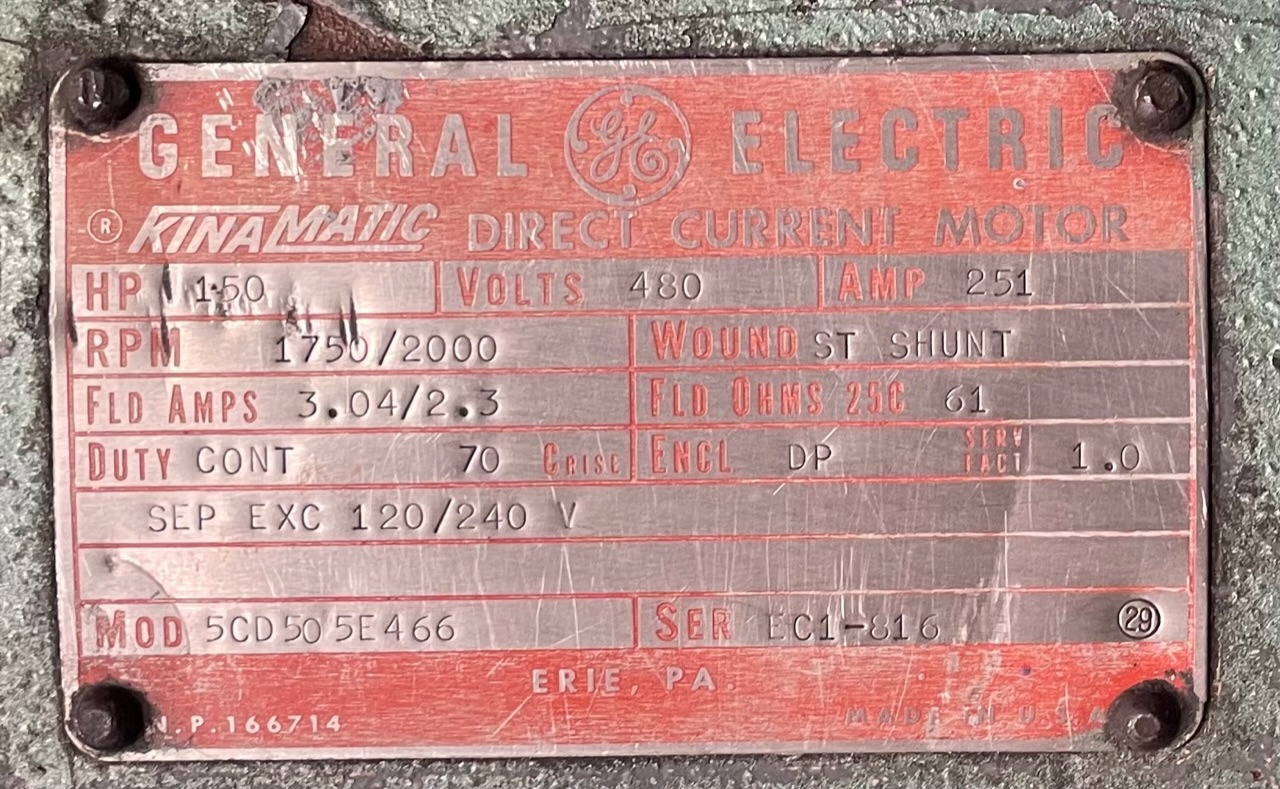 GENERAL GE ELECTRIC
® KINAMATIC DIRECT CURRENT MOTOR
HP 150 VOLTS 480 AMP 251
RPM 1750/2000 WOUND ST SHUNT
FLD AMPS 3.04/2.3 FLD OHMS 25C 61
DUTY CONT 70 C RISE ENCL DP SERV FACT 1.0
SEP EXC 120/240 V
MOD 5CD505E466 SER EC1-816 29
ERIE, PA.
N.P.166714 MADE IN U.S.A